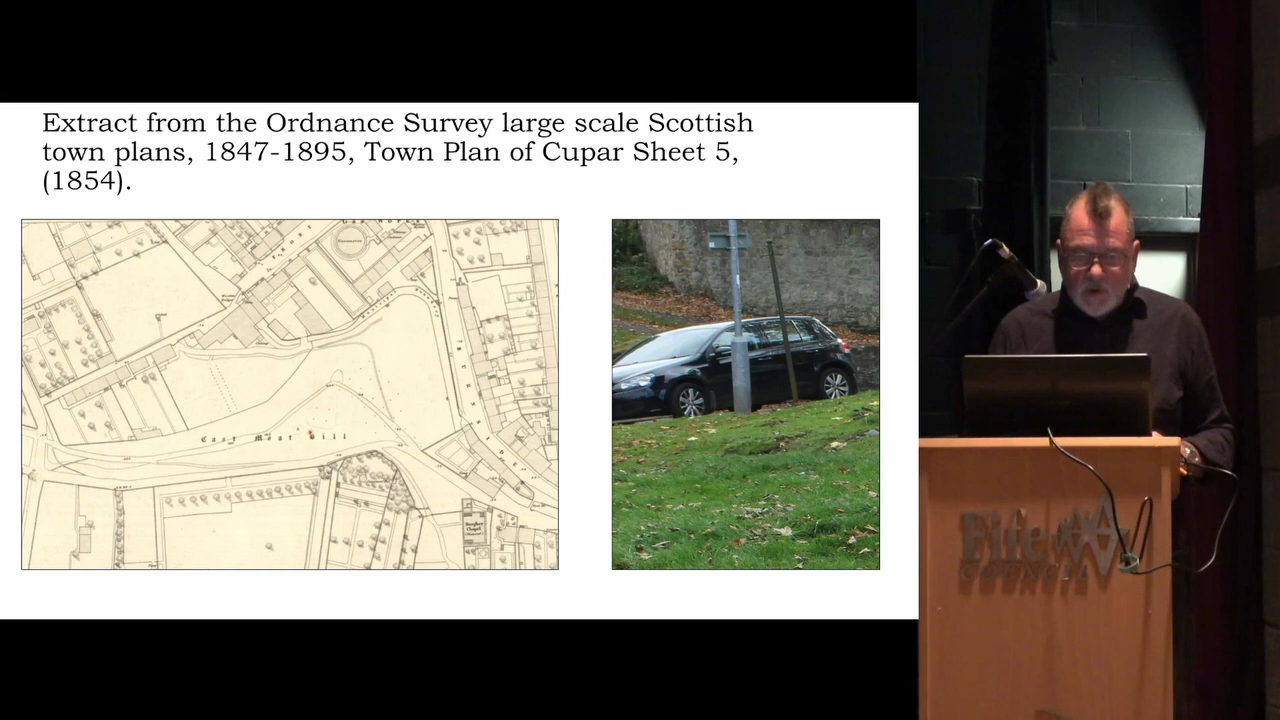 Extract from the Ordnance Survey large scale Scottish
town plans, 1847-1895, Town Plan of Cupar Sheet 5,
(1854).
East Moat Hill
Fife
COUNCIL